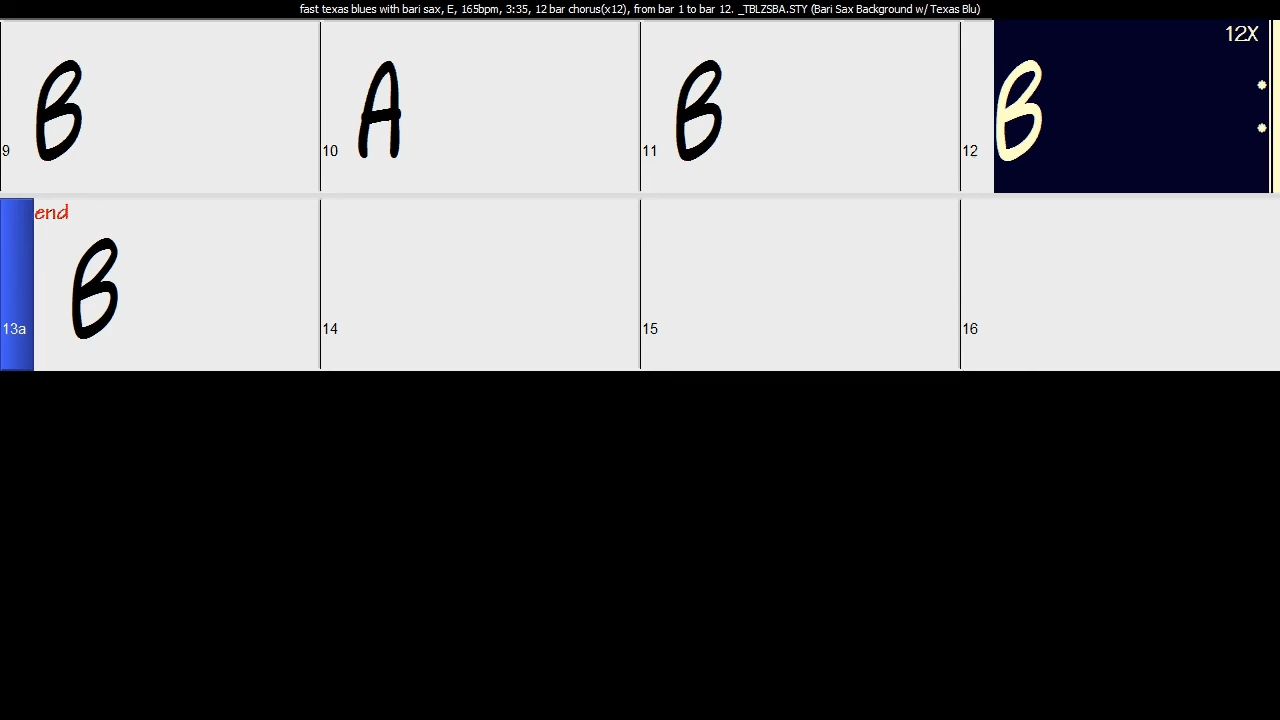 fast texas blues with bari sax, E, 165bpm, 3:35, 12 bar chorus(x12), from bar 1 to bar 12. _TBLZSBA.STY (Bari Sax Background w/ Texas Blu)
12X
9 B 10 A 11 B 12 B
end
13a B 14 15 16